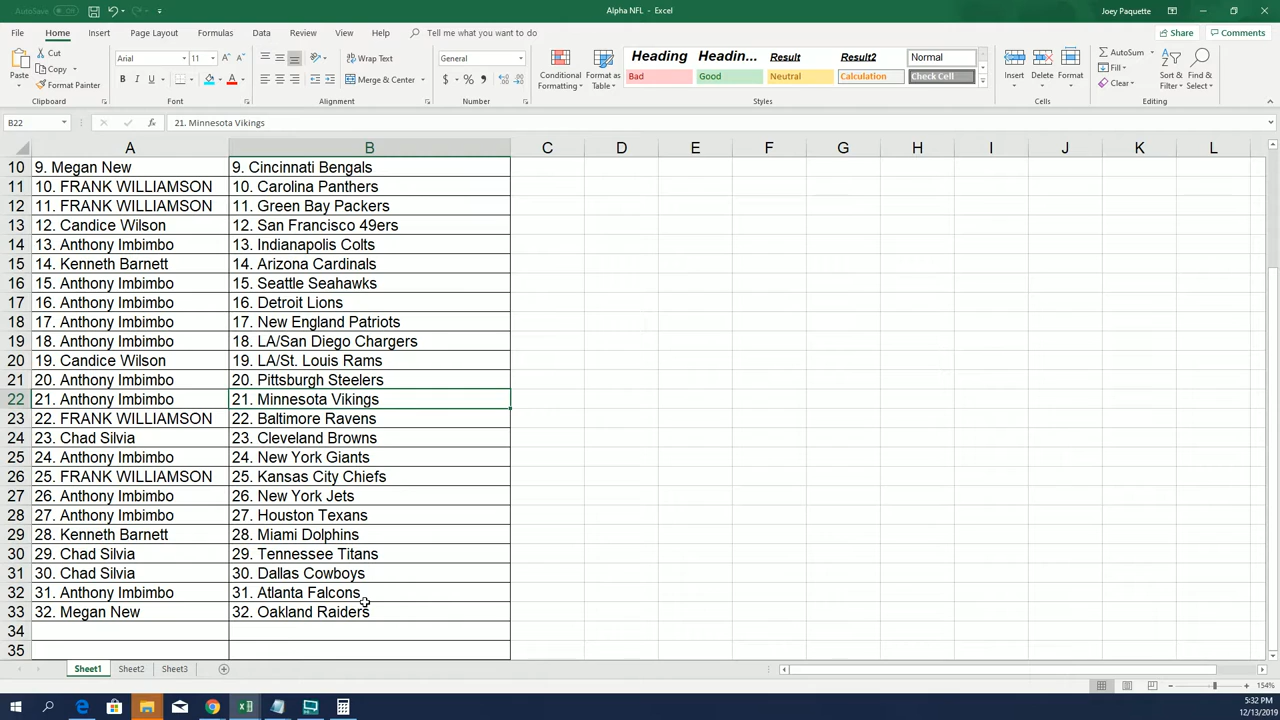 AutoSave Off
Alpha NFL - Excel
Joey Paquette
File Home Insert Page Layout Formulas Data Review View Help Tell me what you want to do
Share Comments
Paste Cut Copy Format Painter Clipboard
Arial 11 B I U A Font
Wrap Text Merge & Center Alignment
General $ % Number
Conditional Formatting Format as Table
Heading Headin... Result Result2 Normal
Bad Good Neutral Calculation Check Cell
Styles
Insert Delete Format Cells
AutoSum Fill Clear Sort & Filter Find & Select Editing
B22 fx 21. Minnesota Vikings
A B C D E F G H I J K L
10 9. Megan New 9. Cincinnati Bengals
11 10. FRANK WILLIAMSON 10. Carolina Panthers
12 11. FRANK WILLIAMSON 11. Green Bay Packers
13 12. Candice Wilson 12. San Francisco 49ers
14 13. Anthony Imbimbo 13. Indianapolis Colts
15 14. Kenneth Barnett 14. Arizona Cardinals
16 15. Anthony Imbimbo 15. Seattle Seahawks
17 16. Anthony Imbimbo 16. Detroit Lions
18 17. Anthony Imbimbo 17. New England Patriots
19 18. Anthony Imbimbo 18. LA/San Diego Chargers
20 19. Candice Wilson 19. LA/St. Louis Rams
21 20. Anthony Imbimbo 20. Pittsburgh Steelers
22 21. Anthony Imbimbo 21. Minnesota Vikings
23 22. FRANK WILLIAMSON 22. Baltimore Ravens
24 23. Chad Silvia 23. Cleveland Browns
25 24. Anthony Imbimbo 24. New York Giants
26 25. FRANK WILLIAMSON 25. Kansas City Chiefs
27 26. Anthony Imbimbo 26. New York Jets
28 27. Anthony Imbimbo 27. Houston Texans
29 28. Kenneth Barnett 28. Miami Dolphins
30 29. Chad Silvia 29. Tennessee Titans
31 30. Chad Silvia 30. Dallas Cowboys
32 31. Anthony Imbimbo 31. Atlanta Falcons
33 32. Megan New 32. Oakland Raiders
34
35
Sheet1 Sheet2 Sheet3
154%
5:32 PM
12/13/2019